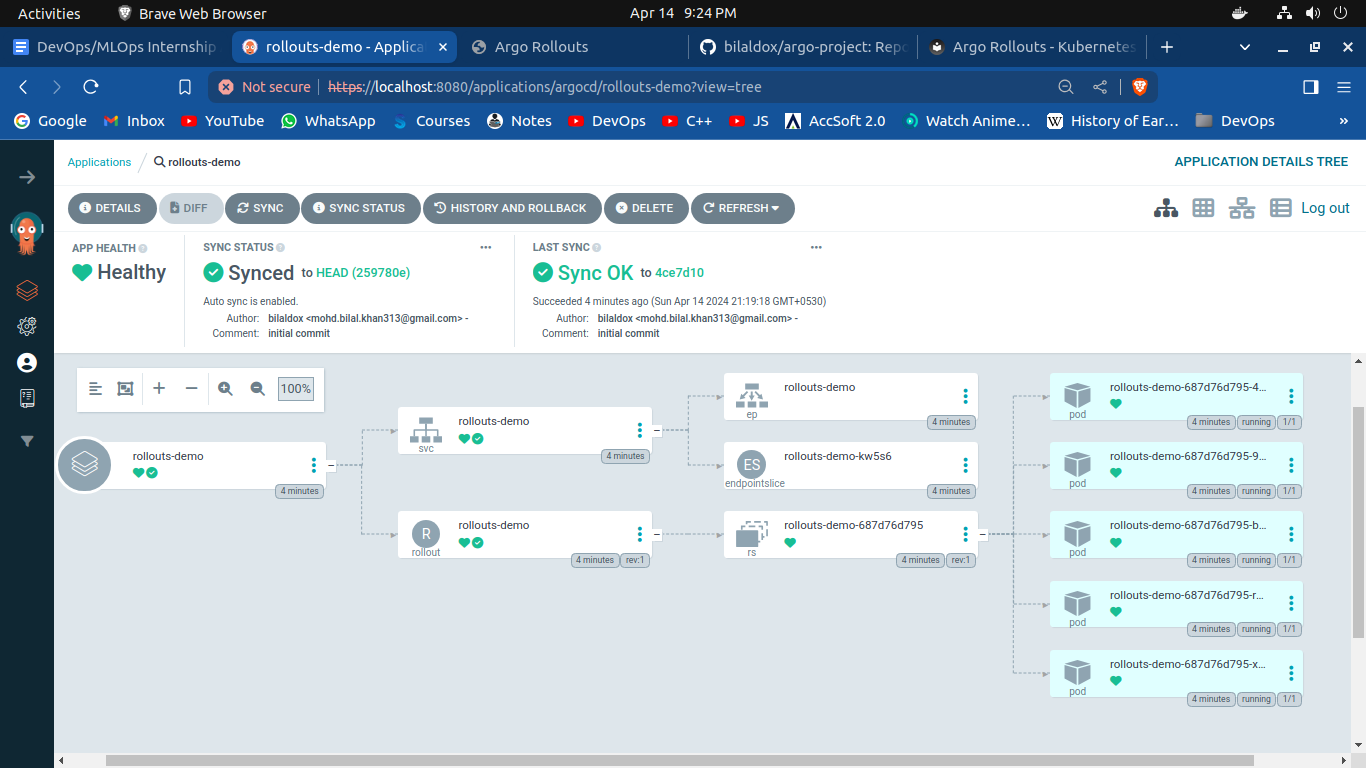 Activities Brave Web Browser Apr 14 9:24 PM
DevOps/MLOps Internship rollouts-demo - Applica Argo Rollouts bilaldox/argo-project: Repo Argo Rollouts - Kubernetes
Not secure https://localhost:8080/applications/argocd/rollouts-demo?view=tree
Google Inbox YouTube WhatsApp Courses Notes DevOps C++ JS AccSoft 2.0 Watch Anime... History of Ear... DevOps »
Applications / rollouts-demo APPLICATION DETAILS TREE
DETAILS DIFF SYNC SYNC STATUS HISTORY AND ROLLBACK DELETE REFRESH Log out
APP HEALTH SYNC STATUS LAST SYNC
Healthy Synced to HEAD (259780e) Sync OK to 4ce7d10
Auto sync is enabled. Succeeded 4 minutes ago (Sun Apr 14 2024 21:19:18 GMT+0530)
Author: bilaldox <mohd.bilal.khan313@gmail.com> - Author: bilaldox <mohd.bilal.khan313@gmail.com> -
Comment: initial commit Comment: initial commit
100%
rollouts-demo
4 minutes
rollouts-demo
svc
4 minutes
R
rollouts-demo
rollout
4 minutes rev:1
rollouts-demo
ep
4 minutes
ES
rollouts-demo-kw5s6
endpointslice
4 minutes
rollouts-demo-687d76d795
rs
4 minutes rev:1
rollouts-demo-687d76d795-4...
pod
4 minutes running 1/1
rollouts-demo-687d76d795-9...
pod
4 minutes running 1/1
rollouts-demo-687d76d795-b...
pod
4 minutes running 1/1
rollouts-demo-687d76d795-r...
pod
4 minutes running 1/1
rollouts-demo-687d76d795-x...
pod
4 minutes running 1/1